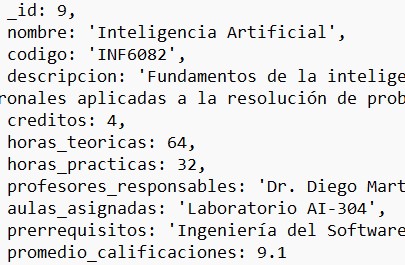 _id: 9,
nombre: 'Inteligencia Artificial',
codigo: 'INF6082',
descripcion: 'Fundamentos de la intelige
ronales aplicadas a la resolución de prob
creditos: 4,
horas_teoricas: 64,
horas_practicas: 32,
profesores_responsables: 'Dr. Diego Mart
aulas_asignadas: 'Laboratorio AI-304',
prerrequisitos: 'Ingeniería del Software
promedio_calificaciones: 9.1